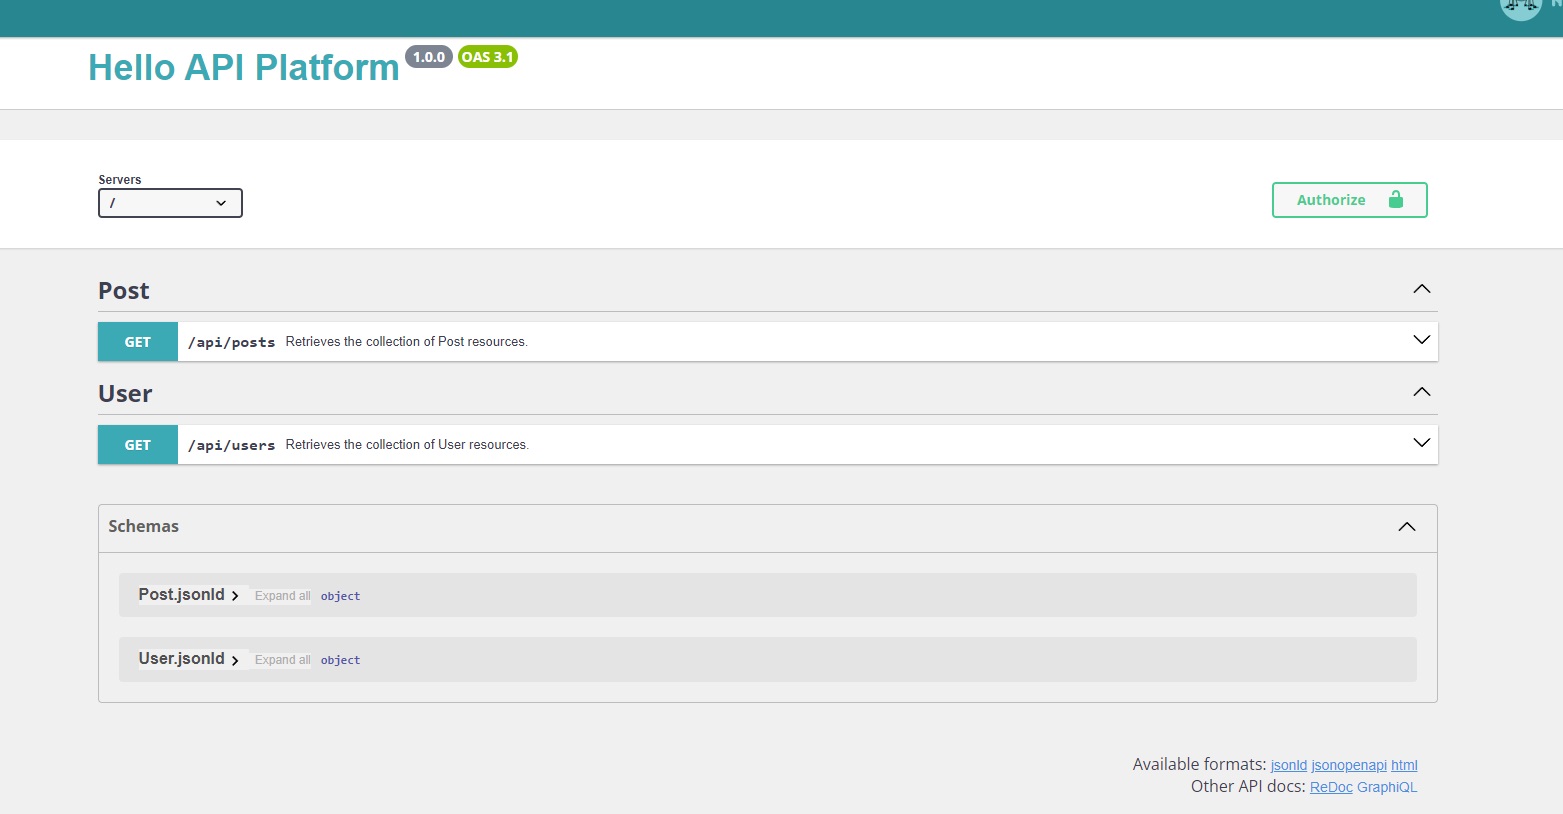 Hello API Platform 1.0.0 OAS 3.1
Servers
/
Authorize
Post
GET /api/posts Retrieves the collection of Post resources.
User
GET /api/users Retrieves the collection of User resources.
Schemas
Post.jsonld Expand all object
User.jsonld Expand all object
Available formats: jsonld jsonopenapi html
Other API docs: ReDoc GraphiQL